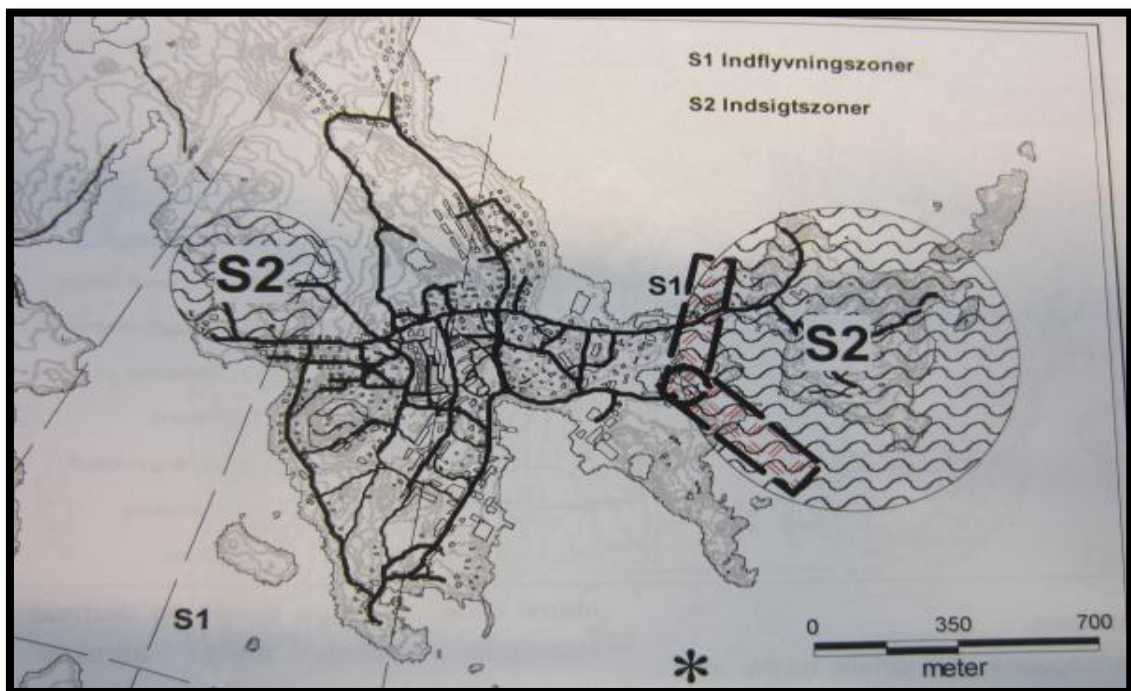 S1 Indflyvningszoner
S2 Indsigtszoner
S2
S1
S2
S1
0 350 700
meter
*